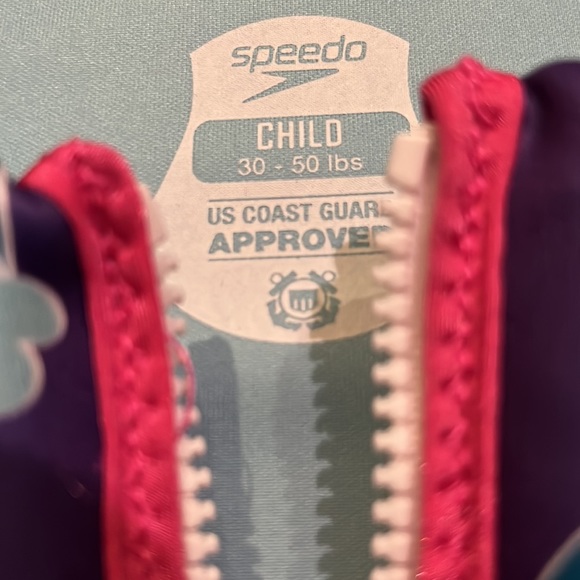 speedo
CHILD
30 - 50 lbs
US COAST GUAR
APPROVE